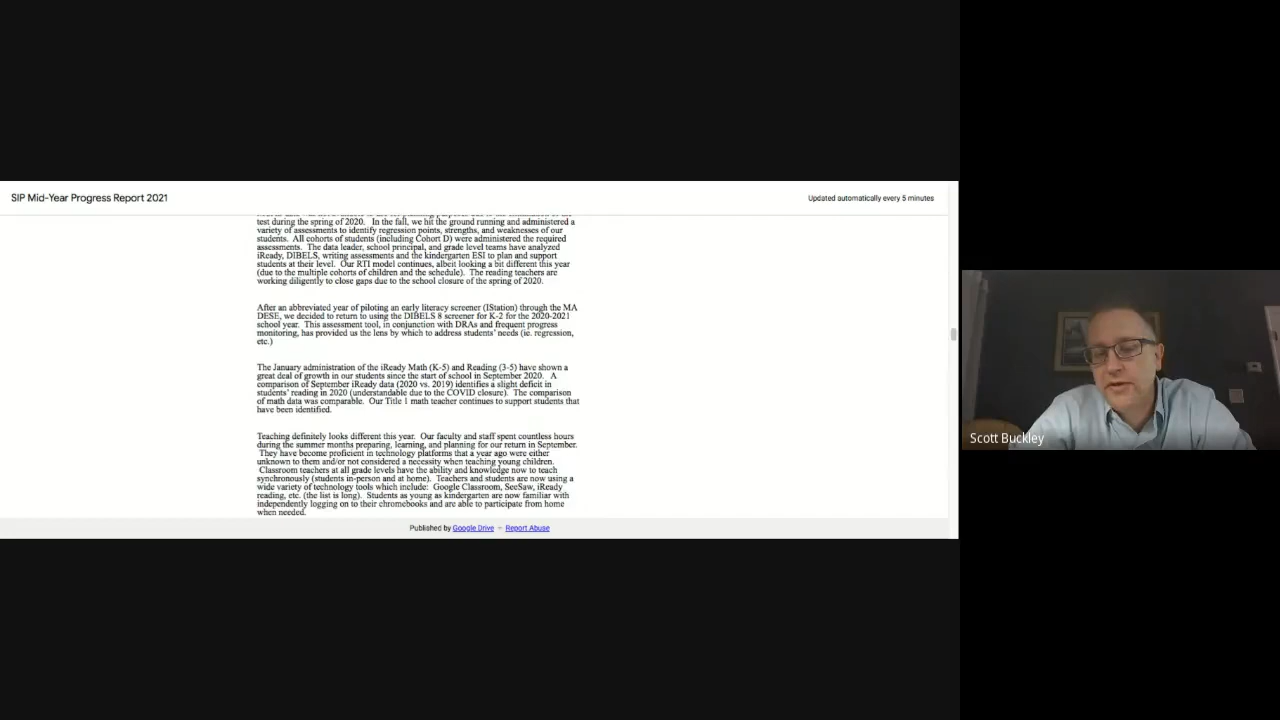 SIP Mid-Year Progress Report 2021
Updated automatically every 5 minutes
test during the spring of 2020. In the fall, we hit the ground running and administered a
variety of assessments to identify regression points, strengths, and weaknesses of our
students. All cohorts of students (including Cohort D) were administered the required
assessments. The data leader, school principal, and grade level teams have analyzed
iReady, DIBELS, writing assessments and the kindergarten ESI to plan and support
students at their level. Our RTI model continues, albeit looking a bit different this year
(due to the multiple cohorts of children and the schedule). The reading teachers are
working diligently to close gaps due to the school closure of the spring of 2020.
After an abbreviated year of piloting an early literacy screener (IStation) through the MA
DESE, we decided to return to using the DIBELS 8 screener for K-2 for the 2020-2021
school year. This assessment tool, in conjunction with DRAs and frequent progress
monitoring, has provided us the lens by which to address students' needs (ie. regression,
etc.)
The January administration of the iReady Math (K-5) and Reading (3-5) have shown a
great deal of growth in our students since the start of school in September 2020. A
comparison of September iReady data (2020 vs. 2019) identifies a slight deficit in
students' reading in 2020 (understandable due to the COVID closure). The comparison
of math data was comparable. Our Title 1 math teacher continues to support students that
have been identified.
Teaching definitely looks different this year. Our faculty and staff spent countless hours
during the summer months preparing, learning, and planning for our return in September.
They have become proficient in technology platforms that a year ago were either
unknown to them and/or not considered a necessity when teaching young children.
Classroom teachers at all grade levels have the ability and knowledge now to teach
synchronously (students in-person and at home). Teachers and students are now using a
wide variety of technology tools which include: Google Classroom, SeeSaw, iReady
reading, etc. (the list is long). Students as young as kindergarten are now familiar with
independently logging on to their chromebooks and are able to participate from home
when needed.
Published by Google Drive – Report Abuse
Scott Buckley